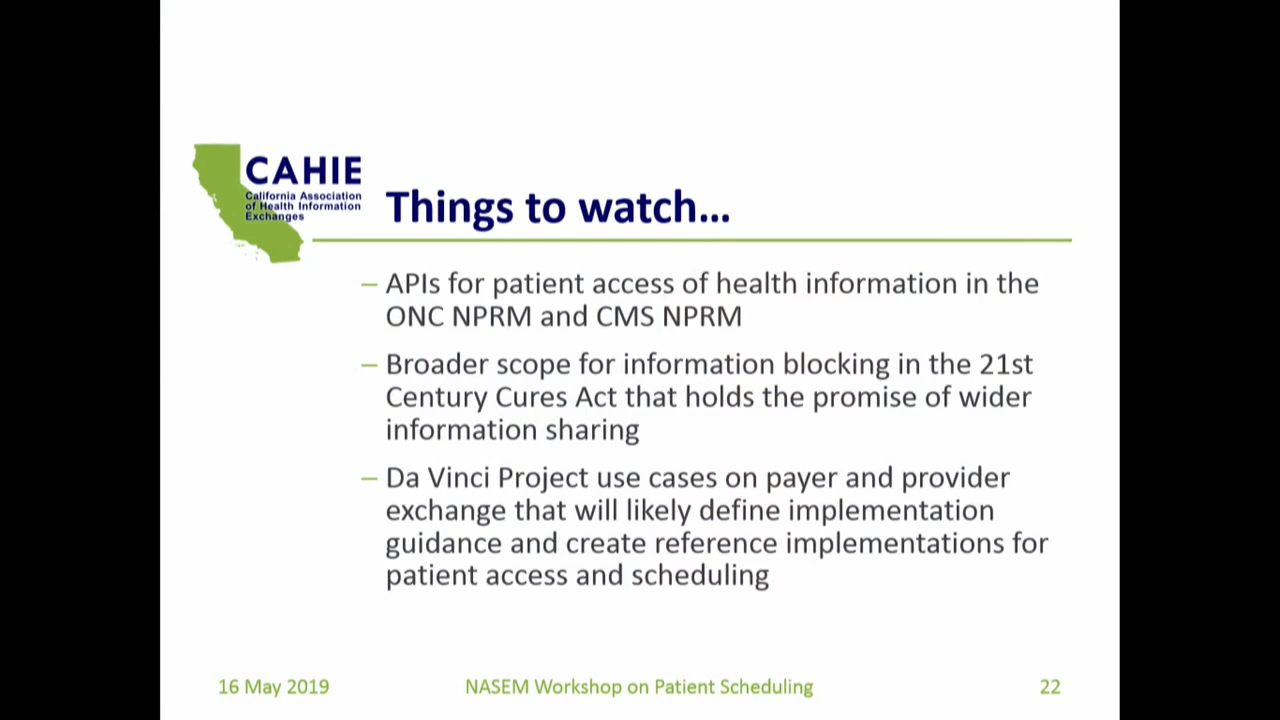 CAHIE
California Association
of Health Information
Exchanges
Things to watch...
– APIs for patient access of health information in the
ONC NPRM and CMS NPRM
– Broader scope for information blocking in the 21st
Century Cures Act that holds the promise of wider
information sharing
– Da Vinci Project use cases on payer and provider
exchange that will likely define implementation
guidance and create reference implementations for
patient access and scheduling
16 May 2019
NASEM Workshop on Patient Scheduling
22